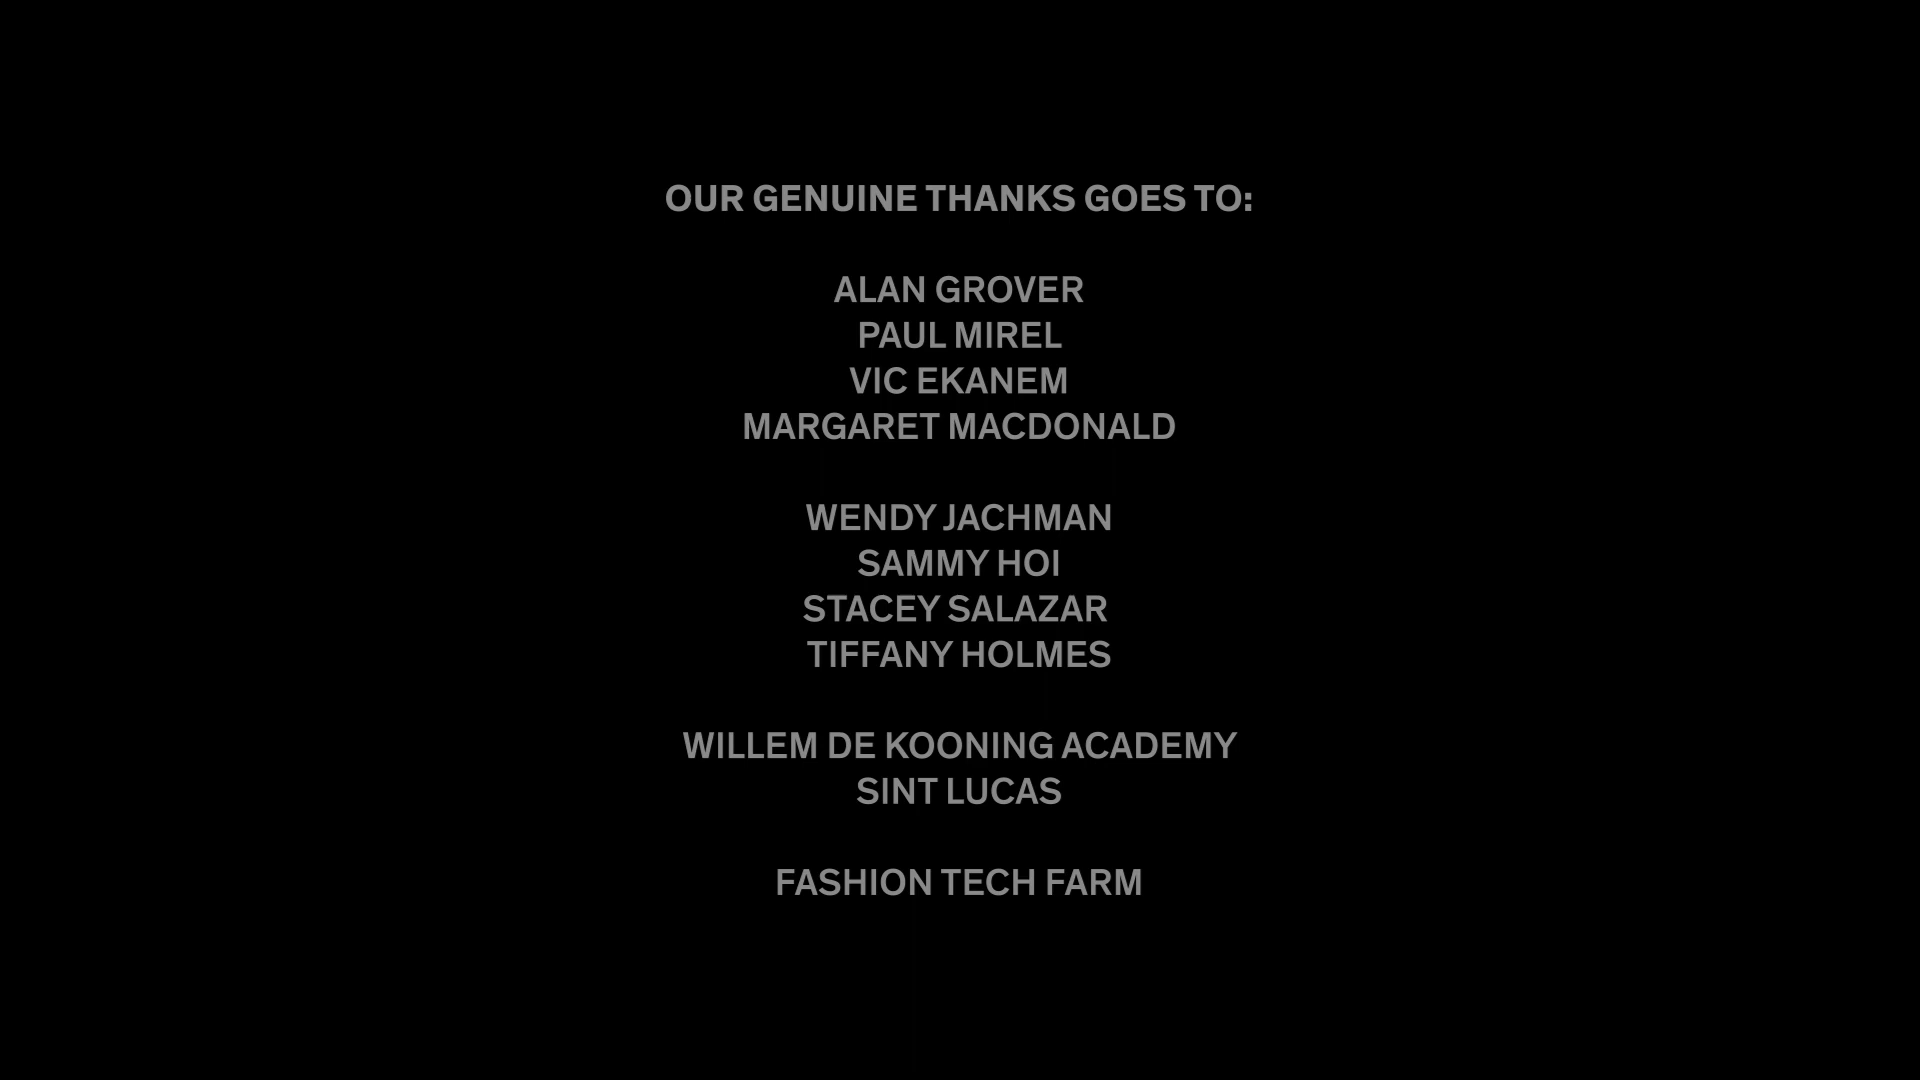 OUR GENUINE THANKS GOES TO:
ALAN GROVER
PAUL MIREL
VIC EKANEM
MARGARET MACDONALD
WENDY JACHMAN
SAMMY HOI
STACEY SALAZAR
TIFFANY HOLMES
WILLEM DE KOONING ACADEMY
SINT LUCAS
FASHION TECH FARM